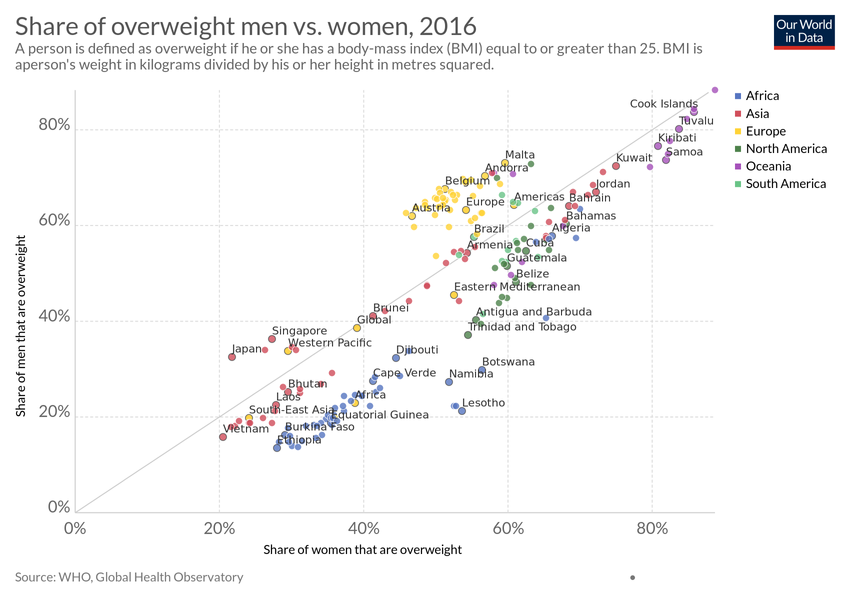 Share of overweight men vs. women, 2016
A person is defined as overweight if he or she has a body-mass index (BMI) equal to or greater than 25. BMI is
aperson's weight in kilograms divided by his or her height in metres squared.
Our World
in Data
Africa
Asia
Europe
North America
Oceania
South America
Share of men that are overweight
80%
60%
40%
20%
0%
0%
20%
40%
60%
80%
Share of women that are overweight
Cook Islands
Tuvalu
Kiribati
Samoa
Malta
Kuwait
Andorra
Belgium
Jordan
Bahrain
Americas
Europe
Austria
Bahamas
Brazil
Algeria
Armenia
Cuba
Guatemala
Belize
Eastern Mediterranean
Brunei
Antigua and Barbuda
Global
Trinidad and Tobago
Singapore
Western Pacific
Japan
Djibouti
Botswana
Cape Verde
Namibia
Bhutan
Africa
Laos
Lesotho
South-East Asia
Equatorial Guinea
Vietnam
Burkina Faso
Ethiopia
Source: WHO, Global Health Observatory